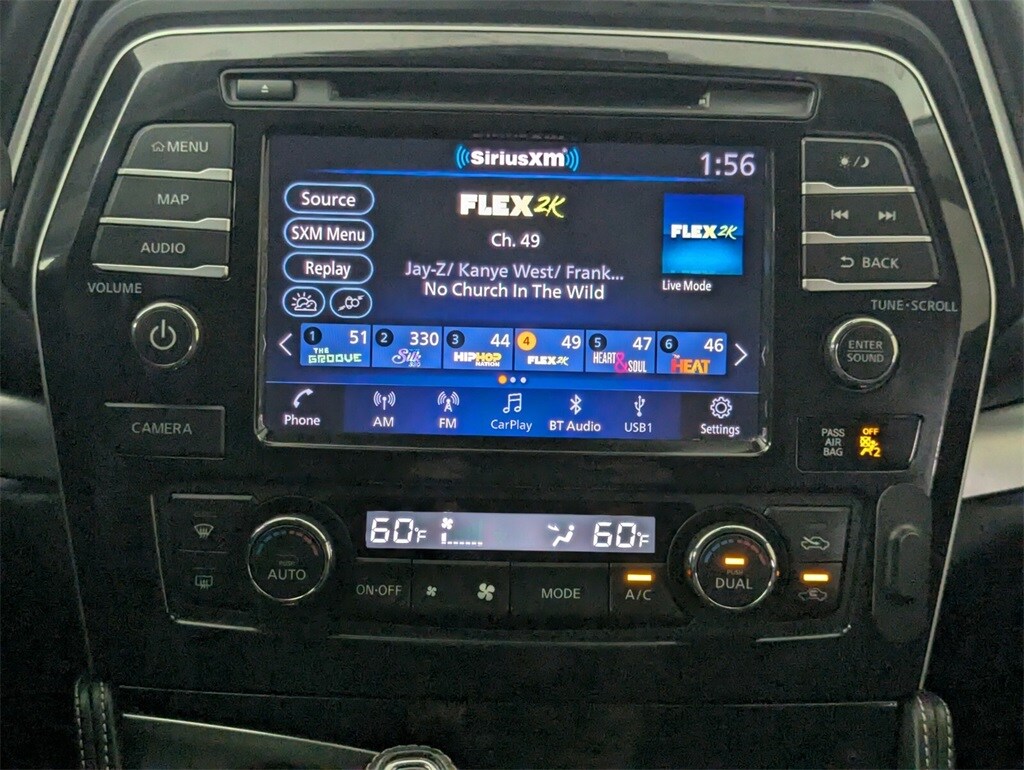 MENU
MAP
AUDIO
VOLUME
CAMERA
SiriusXM
1:56
Source
SXM Menu
Replay
FLEX2K
Ch. 49
Jay-Z/ Kanye West/ Frank...
No Church In The Wild
FLEX2K
Live Mode
1 51
THE GROOVE
2 330
Silk
3 44
HIPHOP NATION
4 49
FLEX2K
5 47
HEART & SOUL
6 46
HEAT
Phone
AM
FM
CarPlay
BT Audio
USB1
Settings
BACK
TUNE·SCROLL
ENTER
SOUND
PASS
AIR
BAG
OFF
2
60°F
60°F
AUTO
ON·OFF
MODE
A/C
PUSH
DUAL